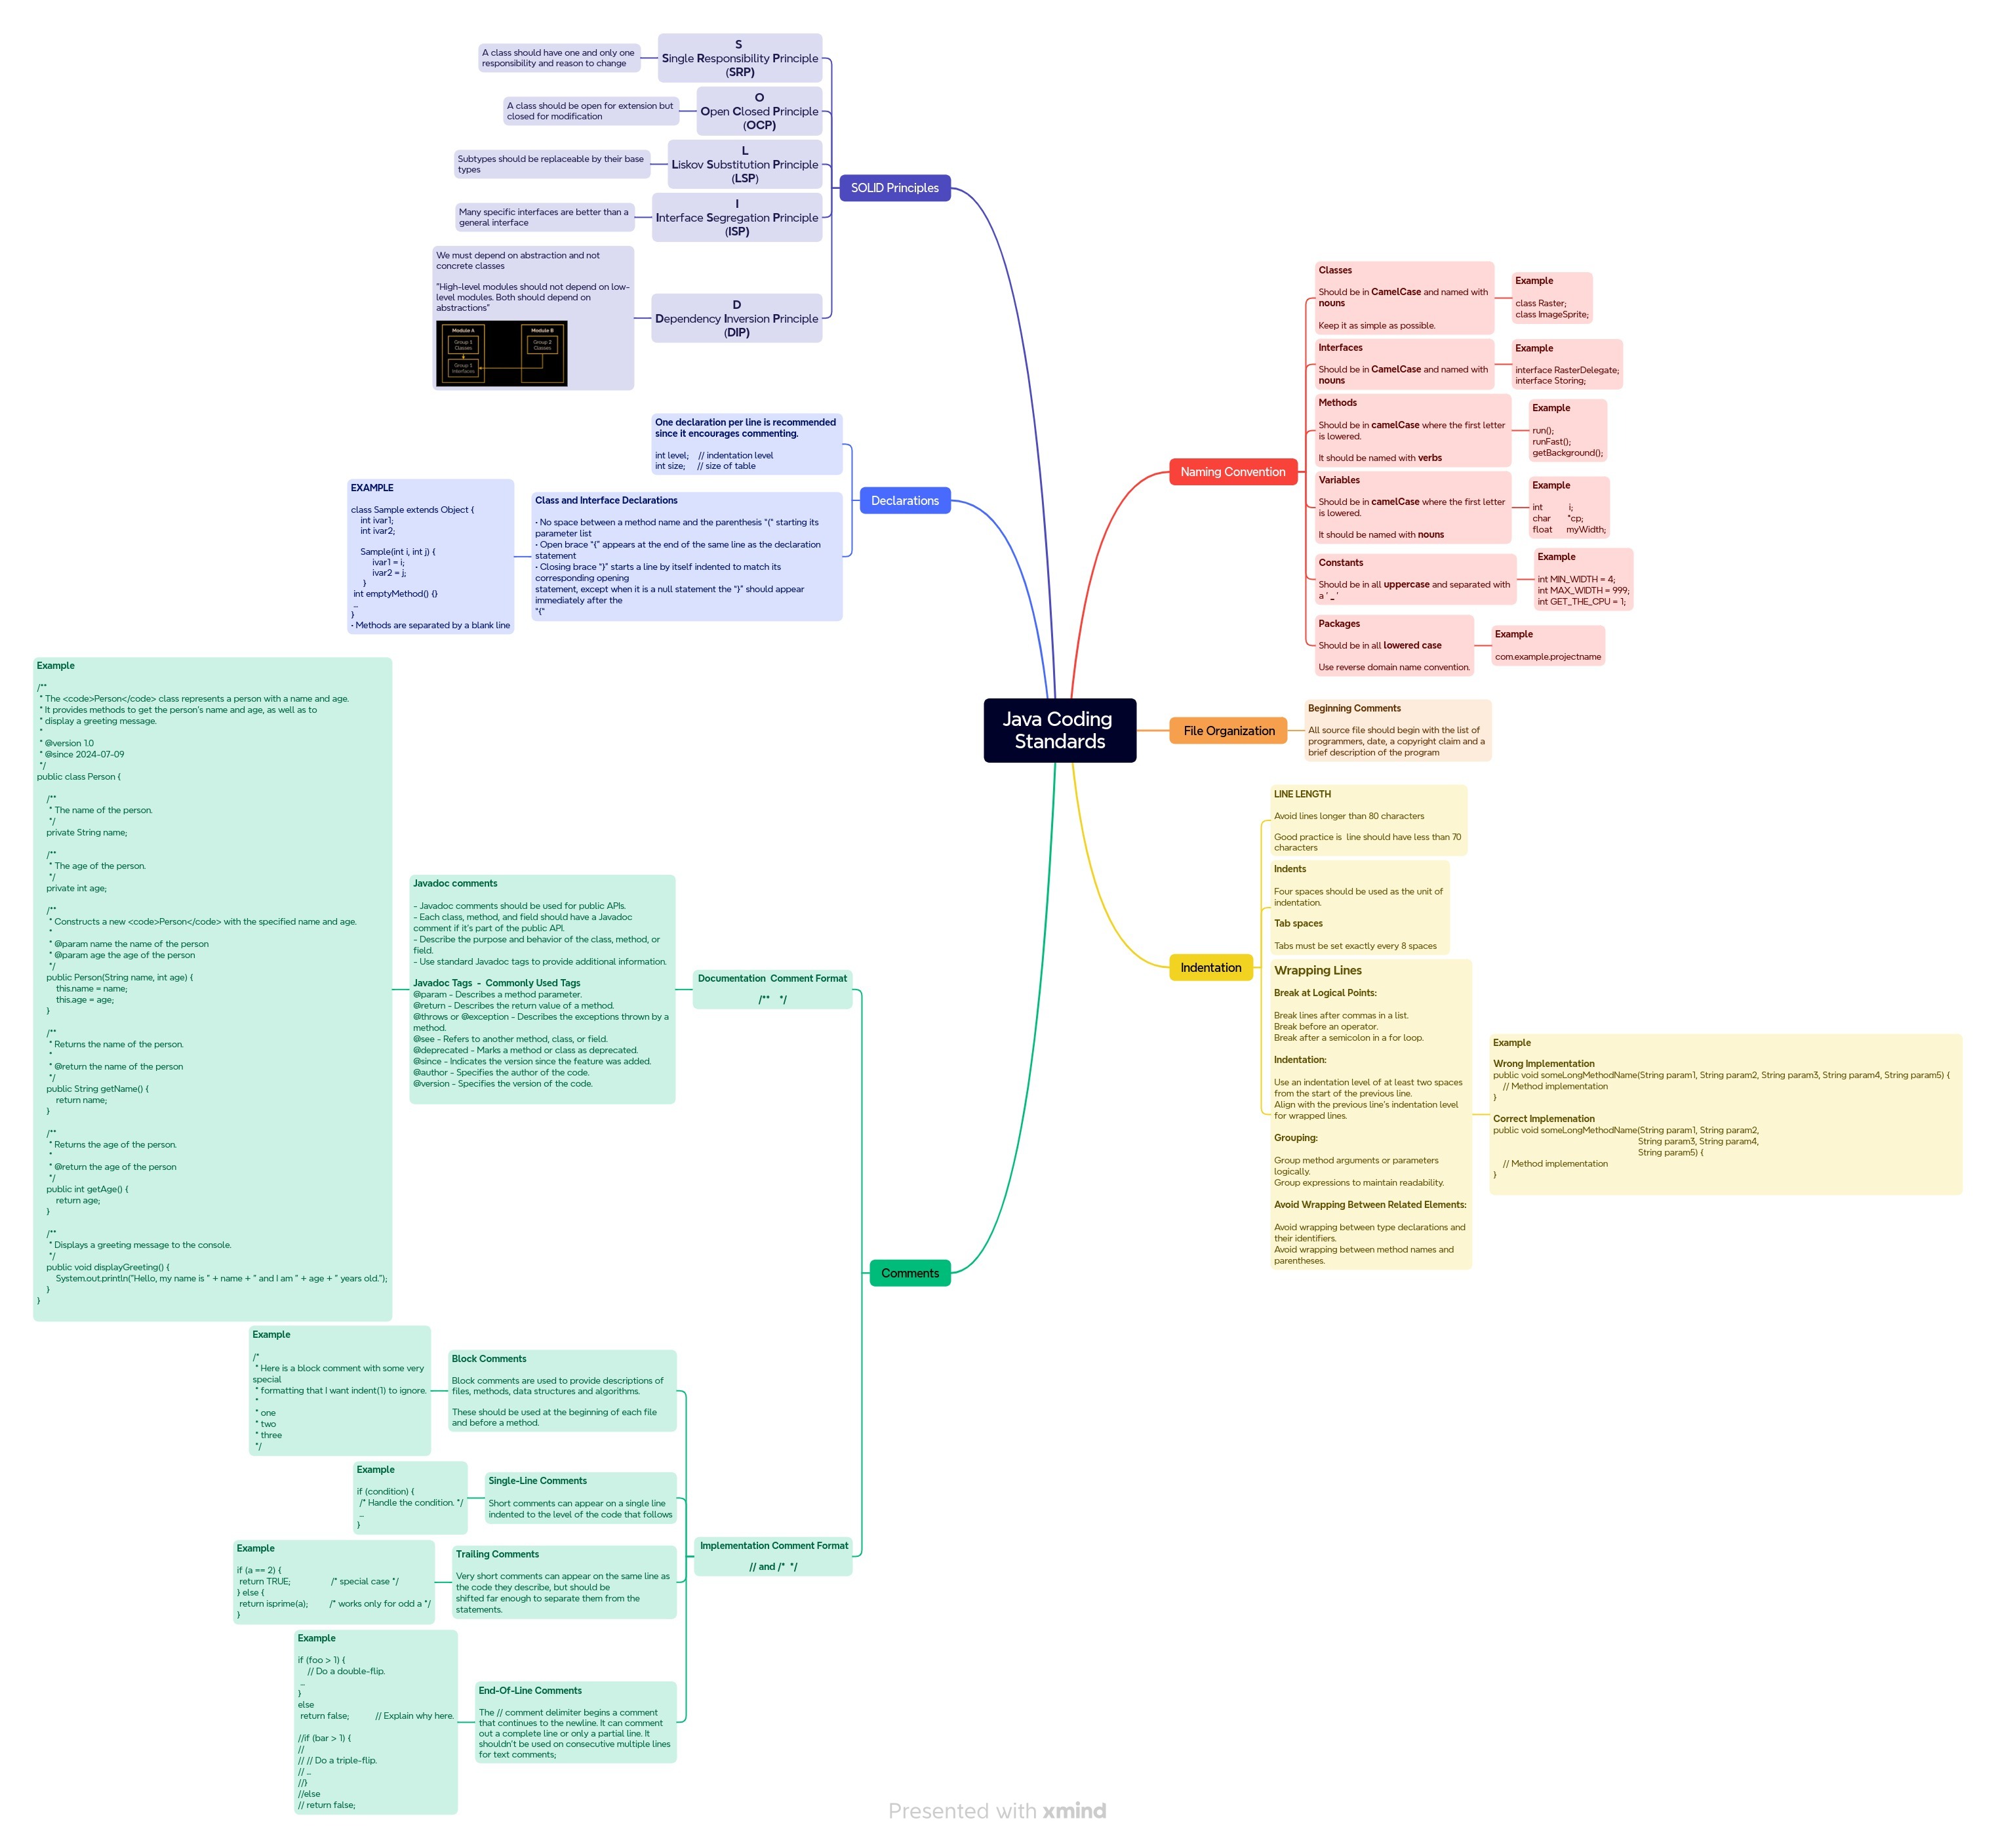 Java Coding
Standards
SOLID Principles
S
Single Responsibility Principle
(SRP)
A class should have one and only one
responsibility and reason to change
O
Open Closed Principle
(OCP)
A class should be open for extension but
closed for modification
L
Liskov Substitution Principle
(LSP)
Subtypes should be replaceable by their base
types
I
Interface Segregation Principle
(ISP)
Many specific interfaces are better than a
general interface
D
Dependency Inversion Principle
(DIP)
We must depend on abstraction and not
concrete classes
"High-level modules should not depend on low-
level modules. Both should depend on
abstractions"
Module A
Module B
Group 1
Classes
Group 2
Classes
Group 1
Interfaces
Declarations
One declaration per line is recommended
since it encourages commenting.
int level;    // indentation level
int size;     // size of table
Class and Interface Declarations
• No space between a method name and the parenthesis "(" starting its
parameter list
• Open brace "{" appears at the end of the same line as the declaration
statement
• Closing brace "}" starts a line by itself indented to match its
corresponding opening
statement, except when it is a null statement the "}" should appear
immediately after the
"{"
EXAMPLE
class Sample extends Object {
int ivar1;
int ivar2;
Sample(int i, int j) {
ivar1 = i;
ivar2 = j;
}
int emptyMethod() {}
...
}
• Methods are separated by a blank line
Naming Convention
Classes
Should be in CamelCase and named with
nouns
Keep it as simple as possible.
Example
class Raster;
class ImageSprite;
Interfaces
Should be in CamelCase and named with
nouns
Example
interface RasterDelegate;
interface Storing;
Methods
Should be in camelCase where the first letter
is lowered.
It should be named with verbs
Example
run();
runFast();
getBackground();
Variables
Should be in camelCase where the first letter
is lowered.
It should be named with nouns
Example
int           i;
char       *cp;
float      myWidth;
Constants
Should be in all uppercase and separated with
a ' _ '
Example
int MIN_WIDTH = 4;
int MAX_WIDTH = 999;
int GET_THE_CPU = 1;
Packages
Should be in all lowered case
Use reverse domain name convention.
Example
com.example.projectname
File Organization
Beginning Comments
All source file should begin with the list of
programmers, date, a copyright claim and a
brief description of the program
Indentation
LINE LENGTH
Avoid lines longer than 80 characters
Good practice is  line should have less than 70
characters
Indents
Four spaces should be used as the unit of
indentation.
Tab spaces
Tabs must be set exactly every 8 spaces
Wrapping Lines
Break at Logical Points:
Break lines after commas in a list.
Break before an operator.
Break after a semicolon in a for loop.
Indentation:
Use an indentation level of at least two spaces
from the start of the previous line.
Align with the previous line's indentation level
for wrapped lines.
Grouping:
Group method arguments or parameters
logically.
Group expressions to maintain readability.
Avoid Wrapping Between Related Elements:
Avoid wrapping between type declarations and
their identifiers.
Avoid wrapping between method names and
parentheses.
Example
Wrong Implementation
public void someLongMethodName(String param1, String param2, String param3, String param4, String param5) {
// Method implementation
}
Correct Implemenation
public void someLongMethodName(String param1, String param2,
String param3, String param4,
String param5) {
// Method implementation
}
Comments
Documentation  Comment Format
/**    */
Javadoc comments
- Javadoc comments should be used for public APIs.
- Each class, method, and field should have a Javadoc
comment if it's part of the public API.
- Describe the purpose and behavior of the class, method, or
field.
- Use standard Javadoc tags to provide additional information.
Javadoc Tags  -  Commonly Used Tags
@param - Describes a method parameter.
@return - Describes the return value of a method.
@throws or @exception - Describes the exceptions thrown by a
method.
@see - Refers to another method, class, or field.
@deprecated - Marks a method or class as deprecated.
@since - Indicates the version since the feature was added.
@author - Specifies the author of the code.
@version - Specifies the version of the code.
Example
/**
* The <code>Person</code> class represents a person with a name and age.
* It provides methods to get the person's name and age, as well as to
* display a greeting message.
*
* @version 1.0
* @since 2024-07-09
*/
public class Person {
/**
* The name of the person.
*/
private String name;
/**
* The age of the person.
*/
private int age;
/**
* Constructs a new <code>Person</code> with the specified name and age.
*
* @param name the name of the person
* @param age the age of the person
*/
public Person(String name, int age) {
this.name = name;
this.age = age;
}
/**
* Returns the name of the person.
*
* @return the name of the person
*/
public String getName() {
return name;
}
/**
* Returns the age of the person.
*
* @return the age of the person
*/
public int getAge() {
return age;
}
/**
* Displays a greeting message to the console.
*/
public void displayGreeting() {
System.out.println("Hello, my name is " + name + " and I am " + age + " years old.");
}
}
Implementation Comment Format
// and /*  */
Block Comments
Block comments are used to provide descriptions of
files, methods, data structures and algorithms.
These should be used at the beginning of each file
and before a method.
Example
/*
* Here is a block comment with some very
special
* formatting that I want indent(1) to ignore.
*
* one
* two
* three
*/
Single-Line Comments
Short comments can appear on a single line
indented to the level of the code that follows
Example
if (condition) {
/* Handle the condition. */
...
}
Trailing Comments
Very short comments can appear on the same line as
the code they describe, but should be
shifted far enough to separate them from the
statements.
Example
if (a == 2) {
return TRUE;                 /* special case */
} else {
return isprime(a);         /* works only for odd a */
}
End-Of-Line Comments
The // comment delimiter begins a comment
that continues to the newline. It can comment
out a complete line or only a partial line. It
shouldn't be used on consecutive multiple lines
for text comments;
Example
if (foo > 1) {
// Do a double-flip.
...
}
else
return false;           // Explain why here.
//if (bar > 1) {
//
// // Do a triple-flip.
// ...
//}
//else
// return false;
Presented with xmind